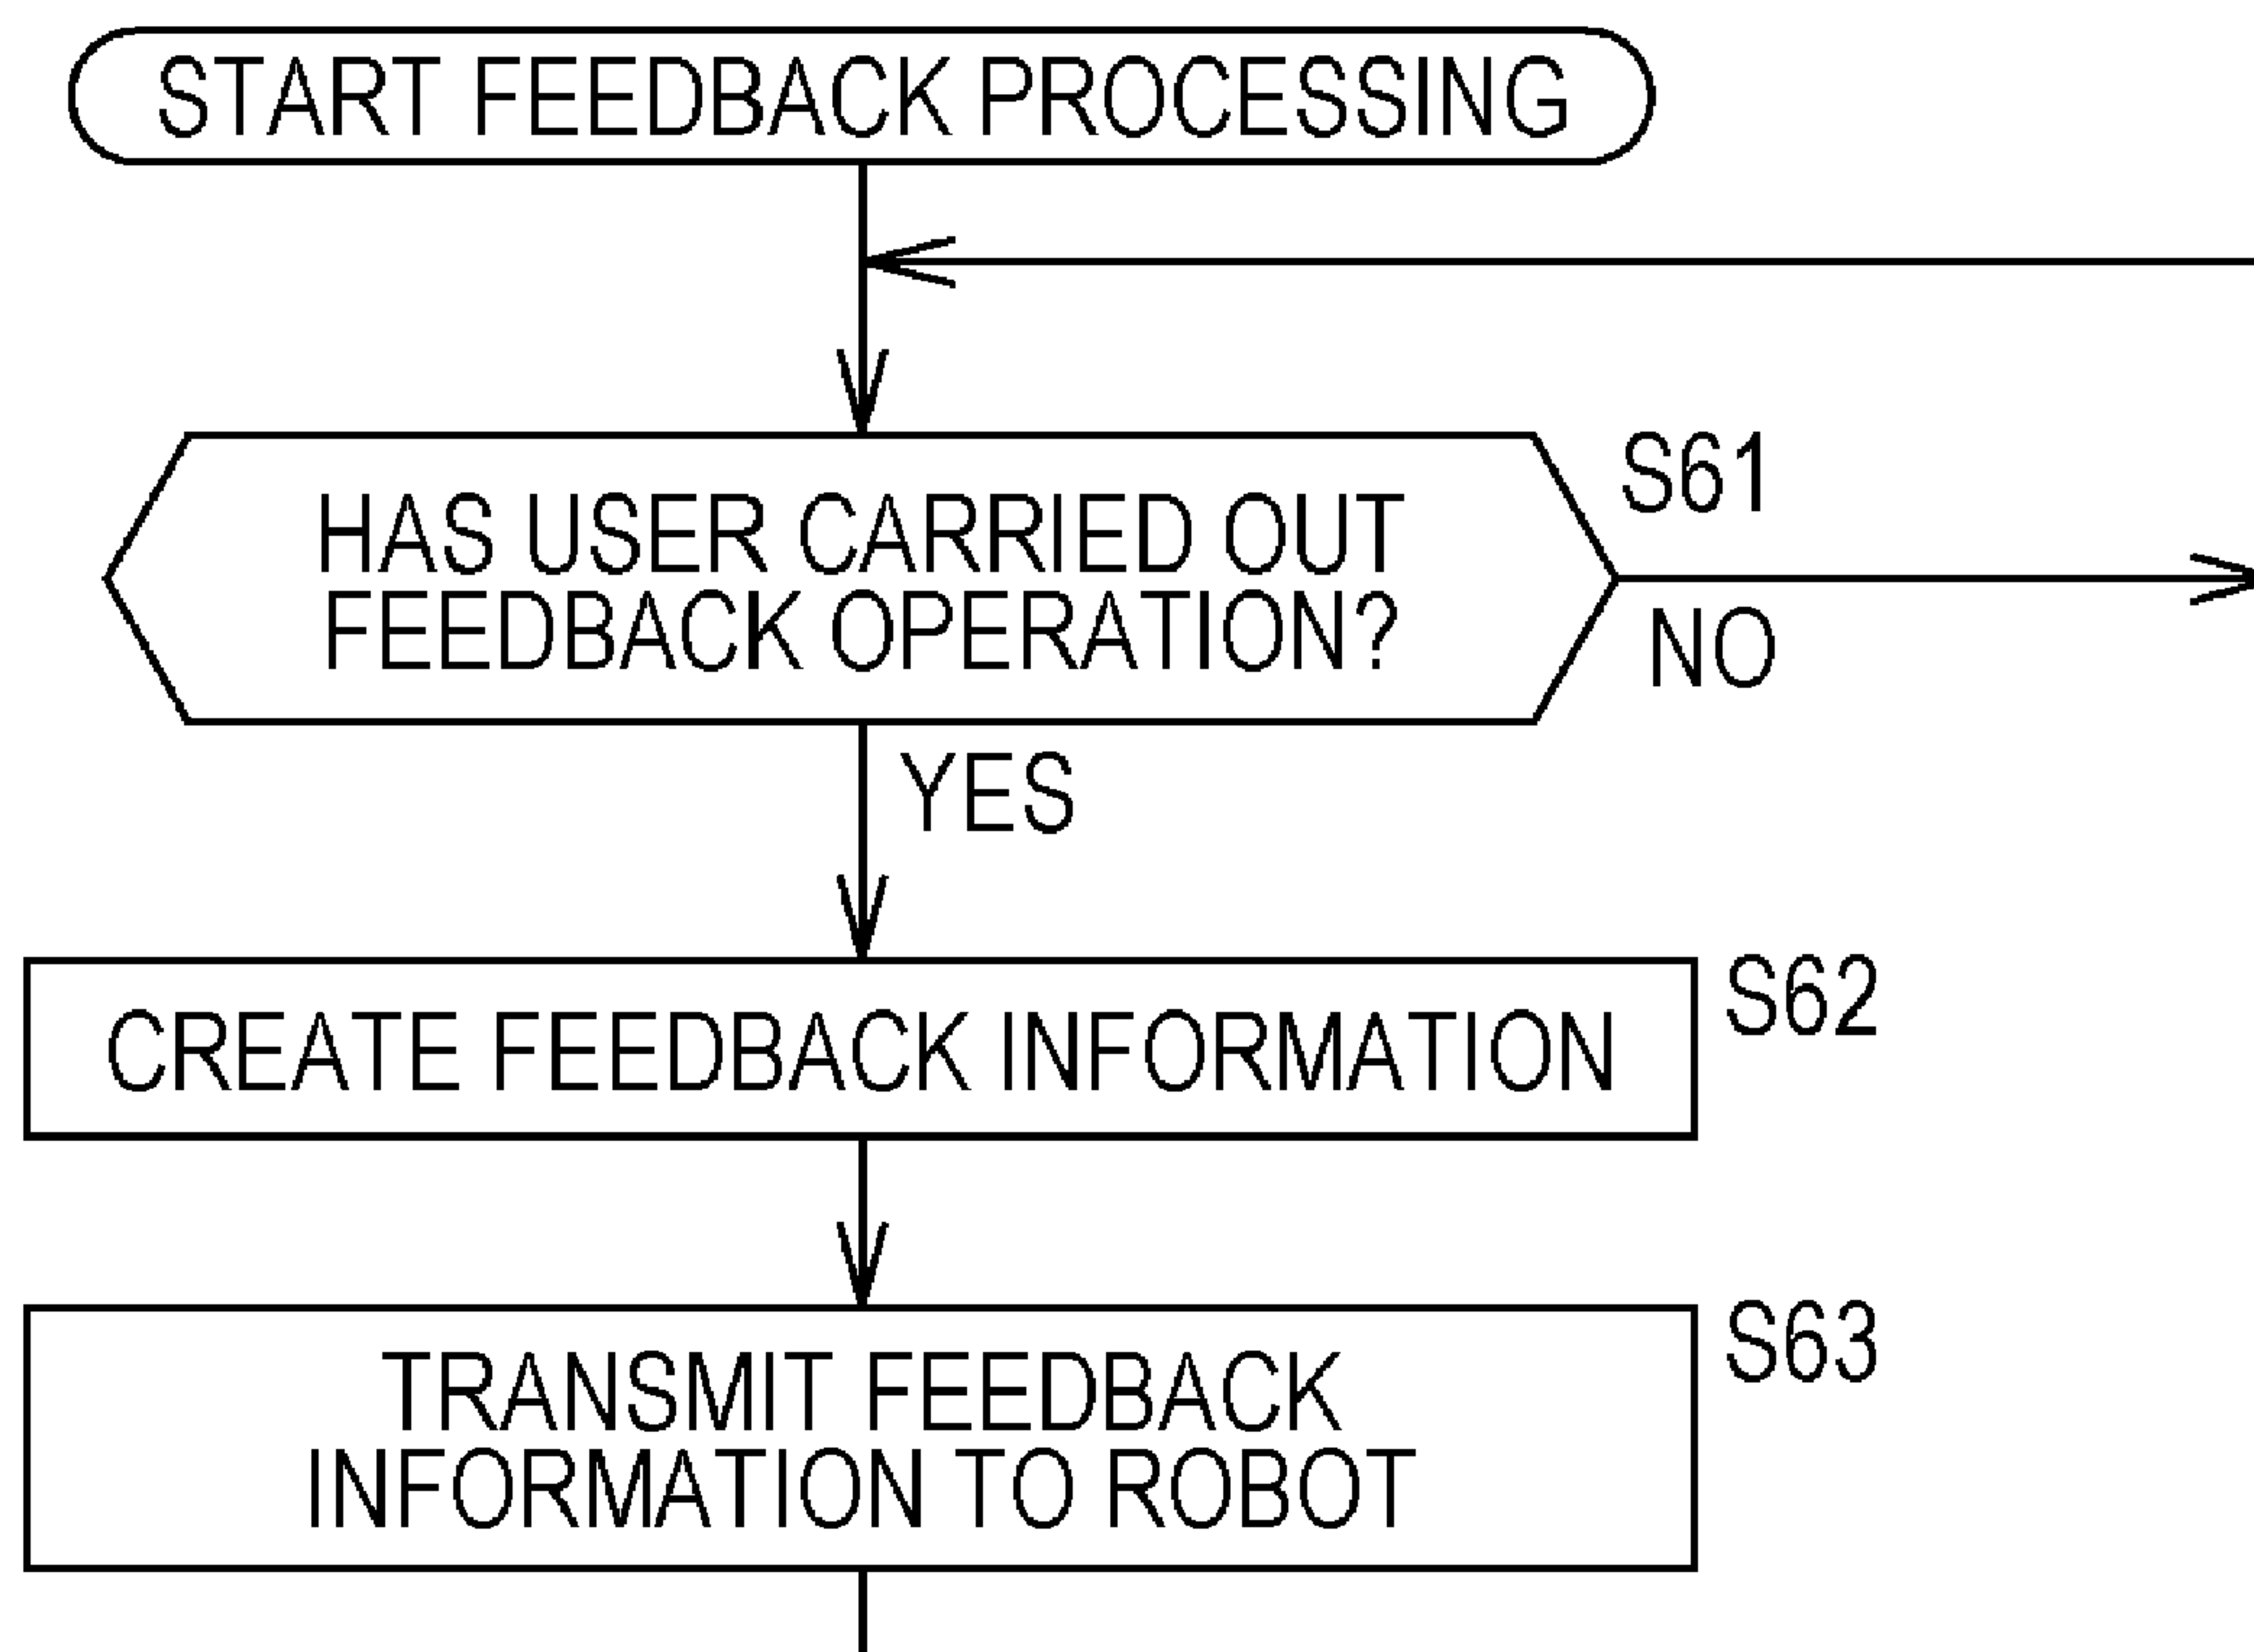 START FEEDBACK PROCESSING
HAS USER CARRIED OUT
FEEDBACK OPERATION?
S61
NO
YES
CREATE FEEDBACK INFORMATION
S62
TRANSMIT FEEDBACK
INFORMATION TO ROBOT
S63